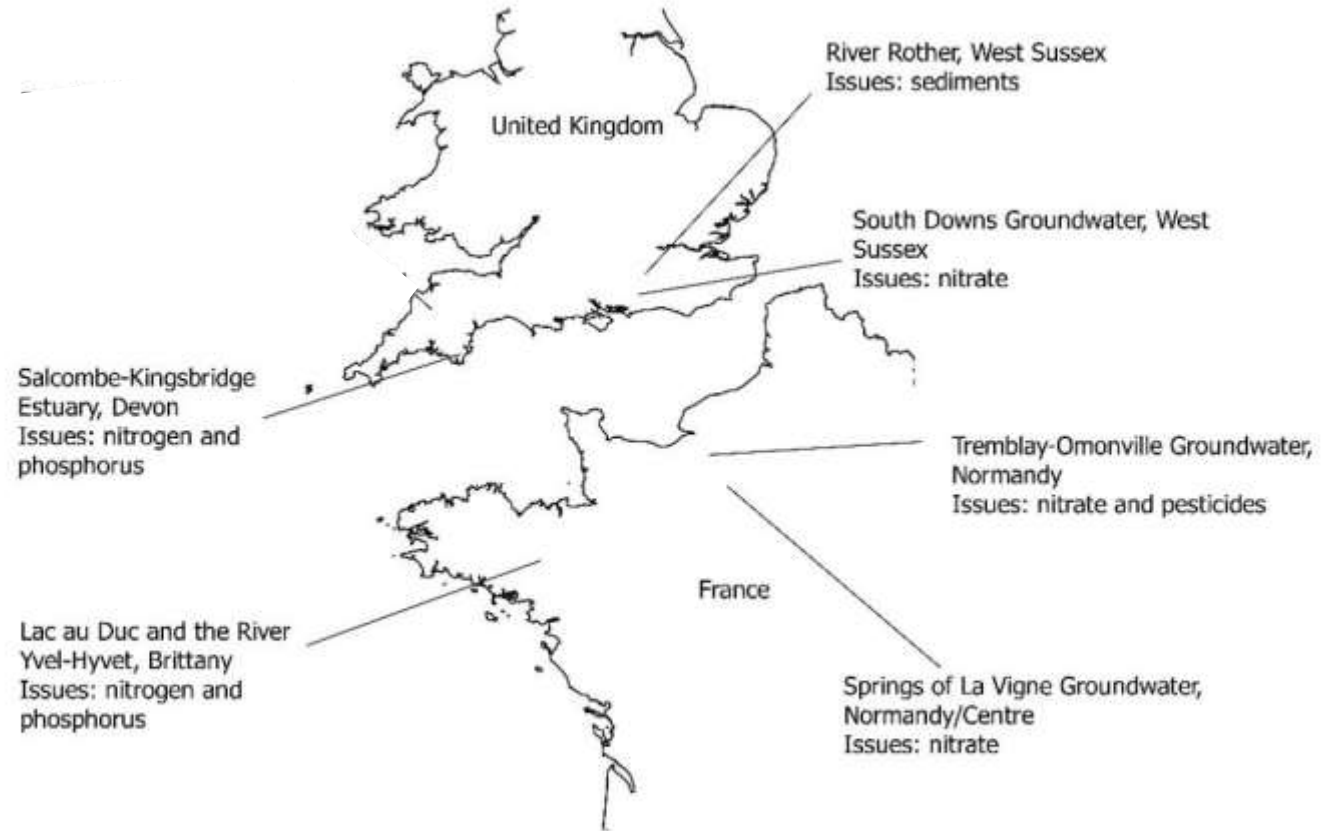 River Rother, West Sussex
Issues: sediments
United Kingdom
South Downs Groundwater, West
Sussex
Issues: nitrate
Salcombe-Kingsbridge
Estuary, Devon
Issues: nitrogen and
phosphorus
Tremblay-Omonville Groundwater,
Normandy
Issues: nitrate and pesticides
France
Lac au Duc and the River
Yvel-Hyvet, Brittany
Issues: nitrogen and
phosphorus
Springs of La Vigne Groundwater,
Normandy/Centre
Issues: nitrate